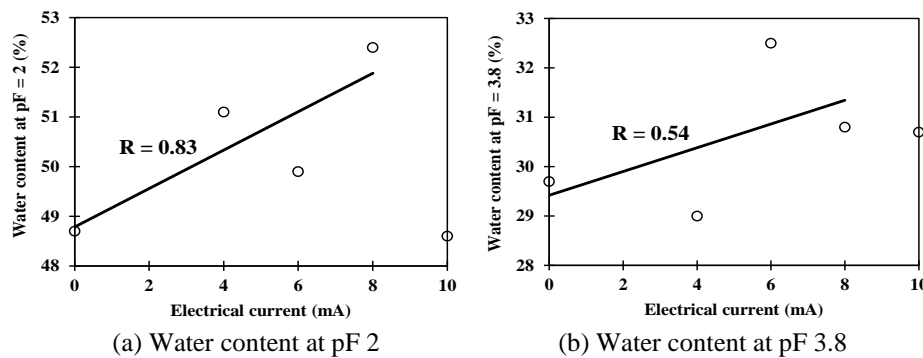 53
52
51
50
49
48
Water content at pF = 2 (%)
R = 0.83
0 2 4 6 8 10
Electrical current (mA)
(a) Water content at pF 2
33
32
31
30
29
28
Water content at pF = 3.8 (%)
R = 0.54
0 2 4 6 8 10
Electrical current (mA)
(b) Water content at pF 3.8